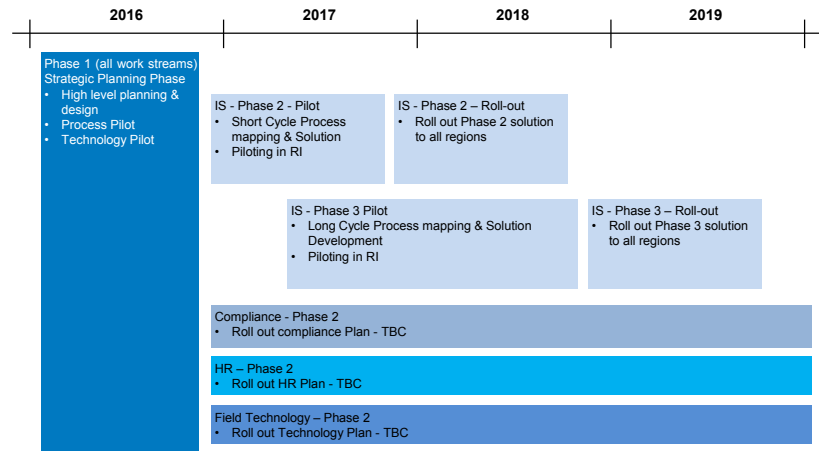 2016 2017 2018 2019
Phase 1 (all work streams)
Strategic Planning Phase
• High level planning &
design
• Process Pilot
• Technology Pilot
IS - Phase 2 - Pilot
• Short Cycle Process
mapping & Solution
• Piloting in RI
IS - Phase 2 – Roll-out
• Roll out Phase 2 solution
to all regions
IS - Phase 3 Pilot
• Long Cycle Process mapping & Solution
Development
• Piloting in RI
IS - Phase 3 – Roll-out
• Roll out Phase 3 solution
to all regions
Compliance - Phase 2
• Roll out compliance Plan - TBC
HR – Phase 2
• Roll out HR Plan - TBC
Field Technology – Phase 2
• Roll out Technology Plan - TBC